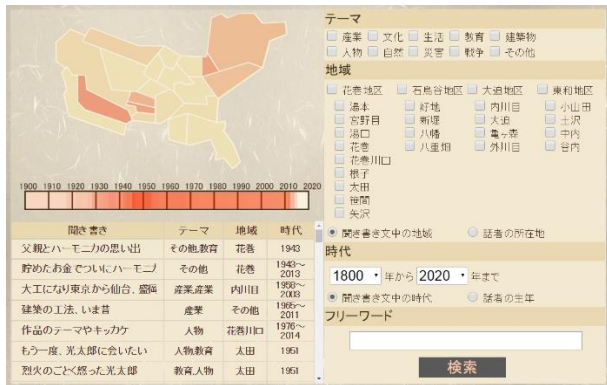 1900 1910 1920 1930 1940 1950 1960 1970 1980 1990 2000 2010 2020
聞き書き テーマ 地域 時代
父親とハーモニカの思い出 その他,教育 花巻 1943
貯めたお金でついにハーモニカ その他 花巻 1943~2013
大工になり東京から仙台、盛岡 産業,産業 内川目 1958~2003
建築の工法、いま昔 産業 その他 1965~2011
作品のテーマやキッカケ 人物 花巻川口 1976~2014
もう一度、光太郎に会いたい 人物,教育 太田 1951
烈火のごとく怒った光太郎 教育,人物 太田 1951
テーマ
産業 文化 生活 教育 建築物
人物 自然 災害 戦争 その他
地域
花巻地区 石鳥谷地区 大迫地区 東和地区
湯本 好地 内川目 小山田
宮野目 新堀 大迫 土沢
湯口 八幡 亀ヶ森 中内
花巻 八重畑 外川目 谷内
花巻川口
根子
太田
笹間
矢沢
聞き書き文中の地域 話者の所在地
時代
1800 年から 2020 年まで
聞き書き文中の時代 話者の生年
フリーワード
検索